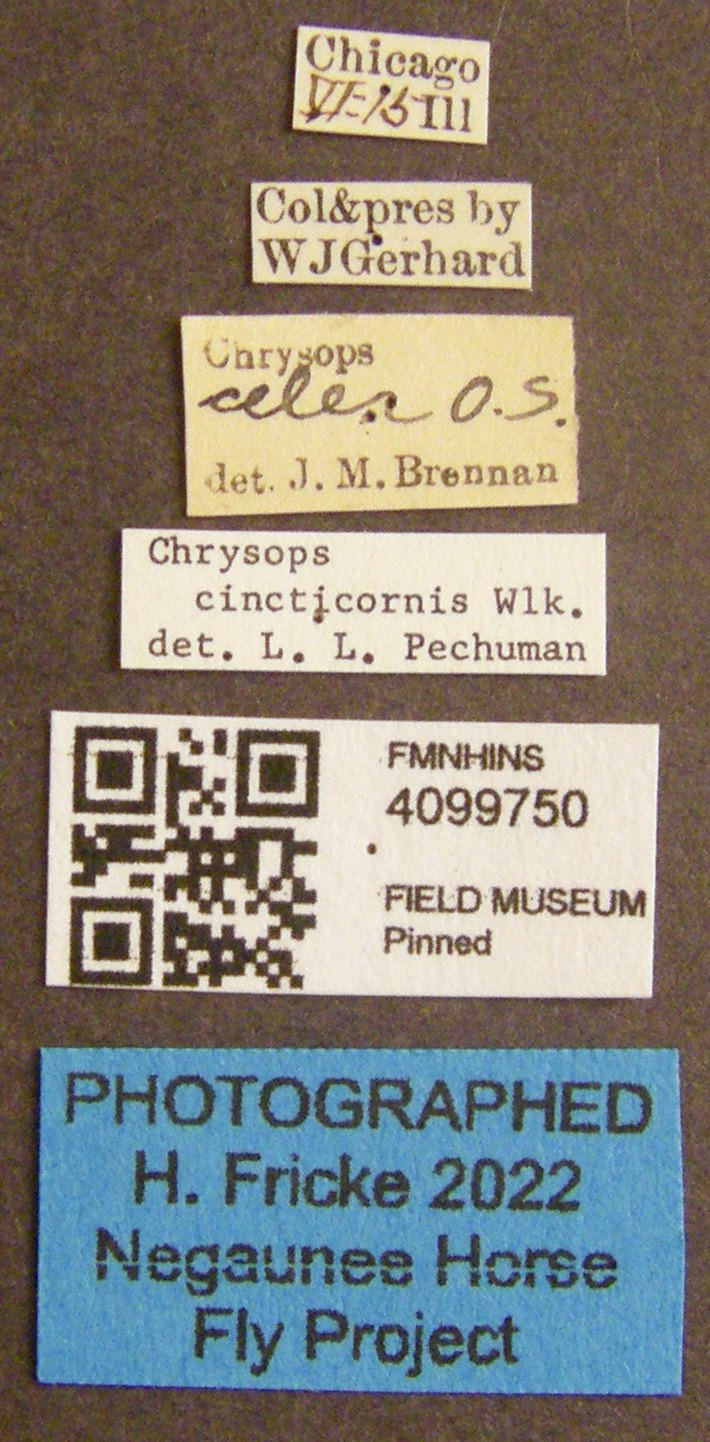 Chicago
VI-15 Ill
Col&pres by
WJGerhard
Chrysops
celer O.S.
det. J. M. Brennan
Chrysops
cincticornis Wlk.
det. L. L. Pechuman
FMNHINS
4099750
FIELD MUSEUM
Pinned
PHOTOGRAPHED
H. Fricke 2022
Negaunee Horse
Fly Project